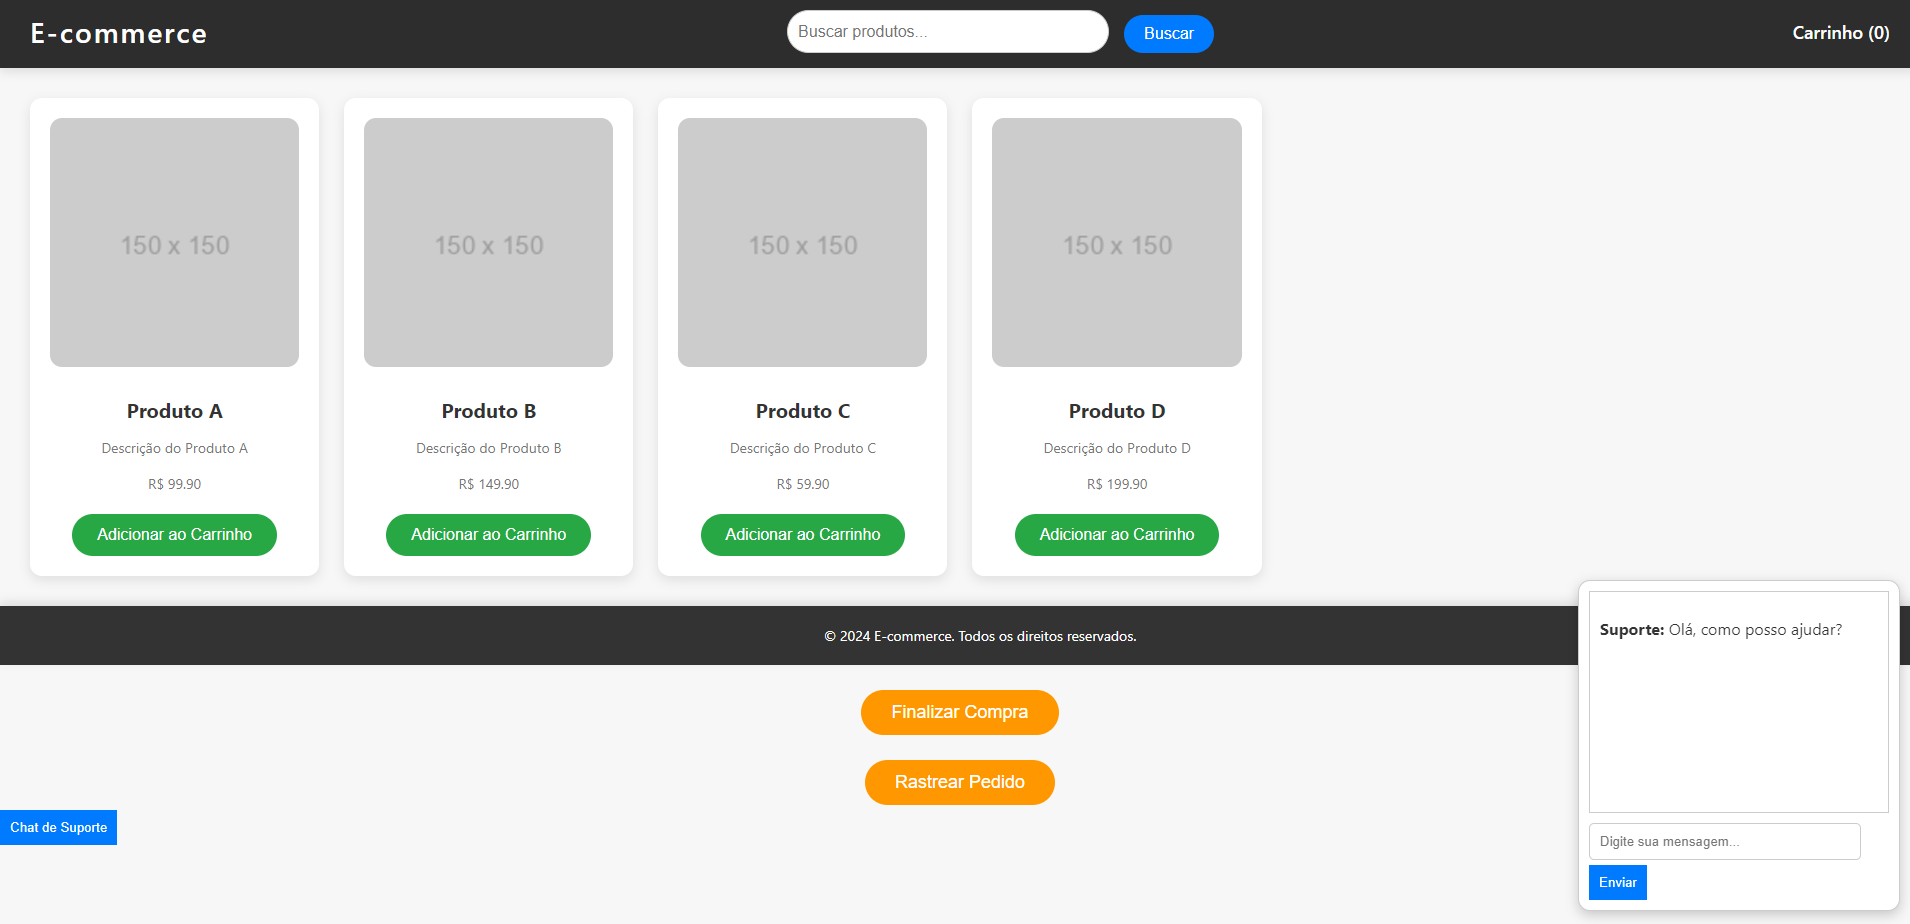 E-commerce
Buscar produtos...
Buscar
Carrinho (0)
150 x 150
Produto A
Descrição do Produto A
R$ 99.90
Adicionar ao Carrinho
150 x 150
Produto B
Descrição do Produto B
R$ 149.90
Adicionar ao Carrinho
150 x 150
Produto C
Descrição do Produto C
R$ 59.90
Adicionar ao Carrinho
150 x 150
Produto D
Descrição do Produto D
R$ 199.90
Adicionar ao Carrinho
© 2024 E-commerce. Todos os direitos reservados.
Finalizar Compra
Rastrear Pedido
Chat de Suporte
Suporte: Olá, como posso ajudar?
Digite sua mensagem...
Enviar